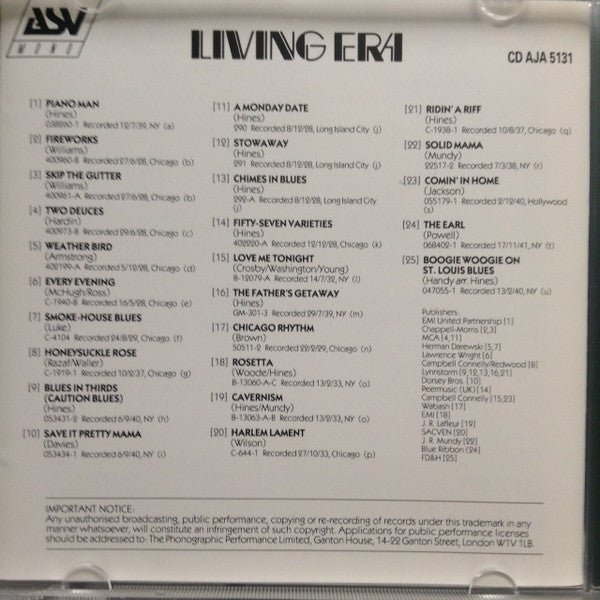 ASV
MONO
LIVING ERA
CD AJA 5131
[1] PIANO MAN
(Hines)
038260-1 Recorded 12/7/39, NY (a)
[2] FIREWORKS
(Williams)
400960-B Recorded 27/6/28, Chicago (b)
[3] SKIP THE GUTTER
(Williams)
400961-A Recorded 27/6/28, Chicago (b)
[4] TWO DEUCES
(Hardin)
400973-B Recorded 29/6/28, Chicago (c)
[5] WEATHER BIRD
(Armstrong)
402199-A Recorded 5/12/28, Chicago (d)
[6] EVERY EVENING
(McHugh/Ross)
C-1940-B Recorded 16/5/28, Chicago (e)
[7] SMOKE-HOUSE BLUES
(Luke)
C-4104 Recorded 24/8/29, Chicago (f)
[8] HONEYSUCKLE ROSE
(Razaf/Waller)
C-1919-1 Recorded 10/2/37, Chicago (g)
[9] BLUES IN THIRDS
(CAUTION BLUES)
(Hines)
053431-2 Recorded 6/9/40, NY (h)
[10] SAVE IT PRETTY MAMA
(Davies)
053434-1 Recorded 6/9/40, NY (i)
[11] A MONDAY DATE
(Hines)
290 Recorded 8/12/28, Long Island City (j)
[12] STOWAWAY
(Hines)
291 Recorded 8/12/28, Long Island City (j)
[13] CHIMES IN BLUES
(Hines)
292-A Recorded 8/12/28, Long Island City
(j)
[14] FIFTY-SEVEN VARIETIES
(Hines)
402220-A Recorded 12/12/28, Chicago (k)
[15] LOVE ME TONIGHT
(Crosby/Washington/Young)
B-12079-A Recorded 14/7/32, (l)
[16] THE FATHER'S GETAWAY
(Hines)
GM-301-3 Recorded 29/7/39, NY (m)
[17] CHICAGO RHYTHM
(Brown)
50511-2 Recorded 22/2/29, Chicago (n)
[18] ROSETTA
(Woode/Hines)
B-13060-A-C Recorded 13/2/33, NY (o)
[19] CAVERNISM
(Hines/Mundy)
B-13063-A-B Recorded 13/2/33, NY (o)
[20] HARLEM LAMENT
(Wilson)
C-644-1 Recorded 27/10/33, Chicago (p)
[21] RIDIN' A RIFF
(Hines)
C-1938-1 Recorded 10/8/37, Chicago (q)
[22] SOLID MAMA
(Mundy)
22517-2 Recorded 7/3/38, NY (r)
[23] COMIN' IN HOME
(Jackson)
055179-1 Recorded 2/12/40, Hollywood
(s)
[24] THE EARL
(Powell)
068402-1 Recorded 17/11/41, NY (t)
[25] BOOGIE WOOGIE ON
ST. LOUIS BLUES
(Handy arr. Hines)
047055-1 Recorded 13/2/40, NY (u)
Publishers:
EMI United Partnership [1]
Chappell-Morris [2,3]
MCA [4,11]
Herman Darewski [5,7]
Lawrence Wright [6]
Campbell Connelly/Redwood [8]
Lynnstorm [9,12,13,16,21]
Dorsey Bros. [10]
Peermusic (UK) [14]
Campbell Connelly [15,23]
Wabash [17]
EMI [18]
J. R. Lafleur [19]
SACVEN [20]
J. R. Mundy [22]
Blue Ribbon [24]
FD&H [25]
IMPORTANT NOTICE:
Any unauthorised broadcasting, public performance, copying or re-recording of records under this trademark in any
manner whatsoever, will constitute an infringement of such copyright. Applications for public performance licenses
should be addressed to: The Phonographic Performance Limited, Ganton House, 14-22 Ganton Street, London W1V 1LB.